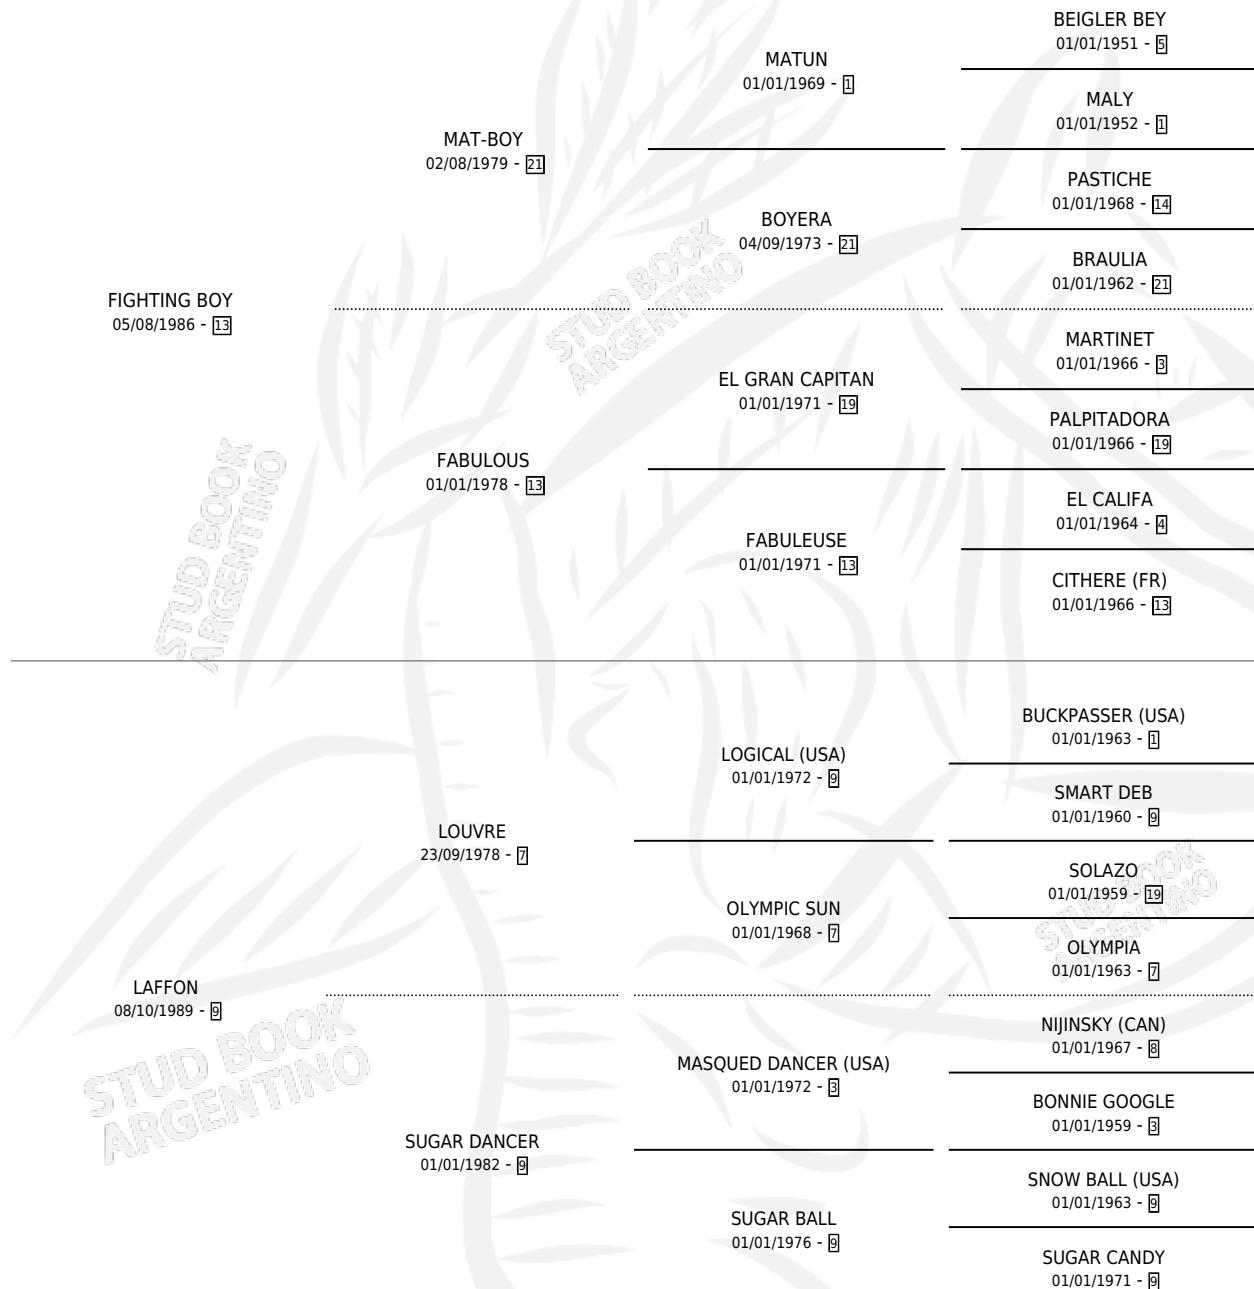 BEIGLER BEY
01/01/1951 - 5
MATUN
01/01/1969 - 1
MALY
01/01/1952 - 1
MAT-BOY
02/08/1979 - 21
PASTICHE
01/01/1968 - 14
BOYERA
04/09/1973 - 21
BRAULIA
01/01/1962 - 21
FIGHTING BOY
05/08/1986 - 13
MARTINET
01/01/1966 - 3
EL GRAN CAPITAN
01/01/1971 - 19
PALPITADORA
01/01/1966 - 19
FABULOUS
01/01/1978 - 13
EL CALIFA
01/01/1964 - 4
FABULEUSE
01/01/1971 - 13
CITHERE (FR)
01/01/1966 - 13
BUCKPASSER (USA)
01/01/1963 - 1
LOGICAL (USA)
01/01/1972 - 9
SMART DEB
01/01/1960 - 9
LOUVRE
23/09/1978 - 7
SOLAZO
01/01/1959 - 19
OLYMPIC SUN
01/01/1968 - 7
OLYMPIA
01/01/1963 - 7
LAFFON
08/10/1989 - 9
NIJINSKY (CAN)
01/01/1967 - 8
MASQUED DANCER (USA)
01/01/1972 - 3
BONNIE GOOGLE
01/01/1959 - 3
SUGAR DANCER
01/01/1982 - 9
SNOW BALL (USA)
01/01/1963 - 9
SUGAR BALL
01/01/1976 - 9
SUGAR CANDY
01/01/1971 - 9
STUD BOOK
ARGENTINO
STUD BOOK
ARGENTINO
STUD BOOK
ARGENTINO
STUD BOOK
ARGENTINO